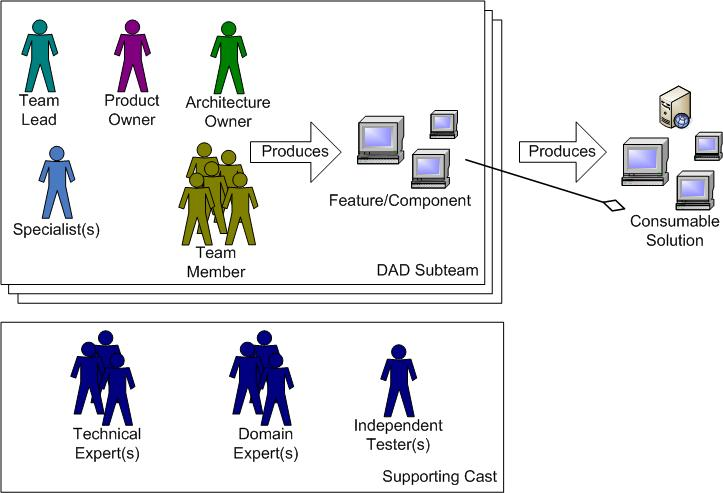 Team
Lead
Product
Owner
Architecture
Owner
Produces
Produces
Feature/Component
Specialist(s)
Team
Member
Consumable
Solution
DAD Subteam
Technical
Expert(s)
Domain
Expert(s)
Independent
Tester(s)
Supporting Cast